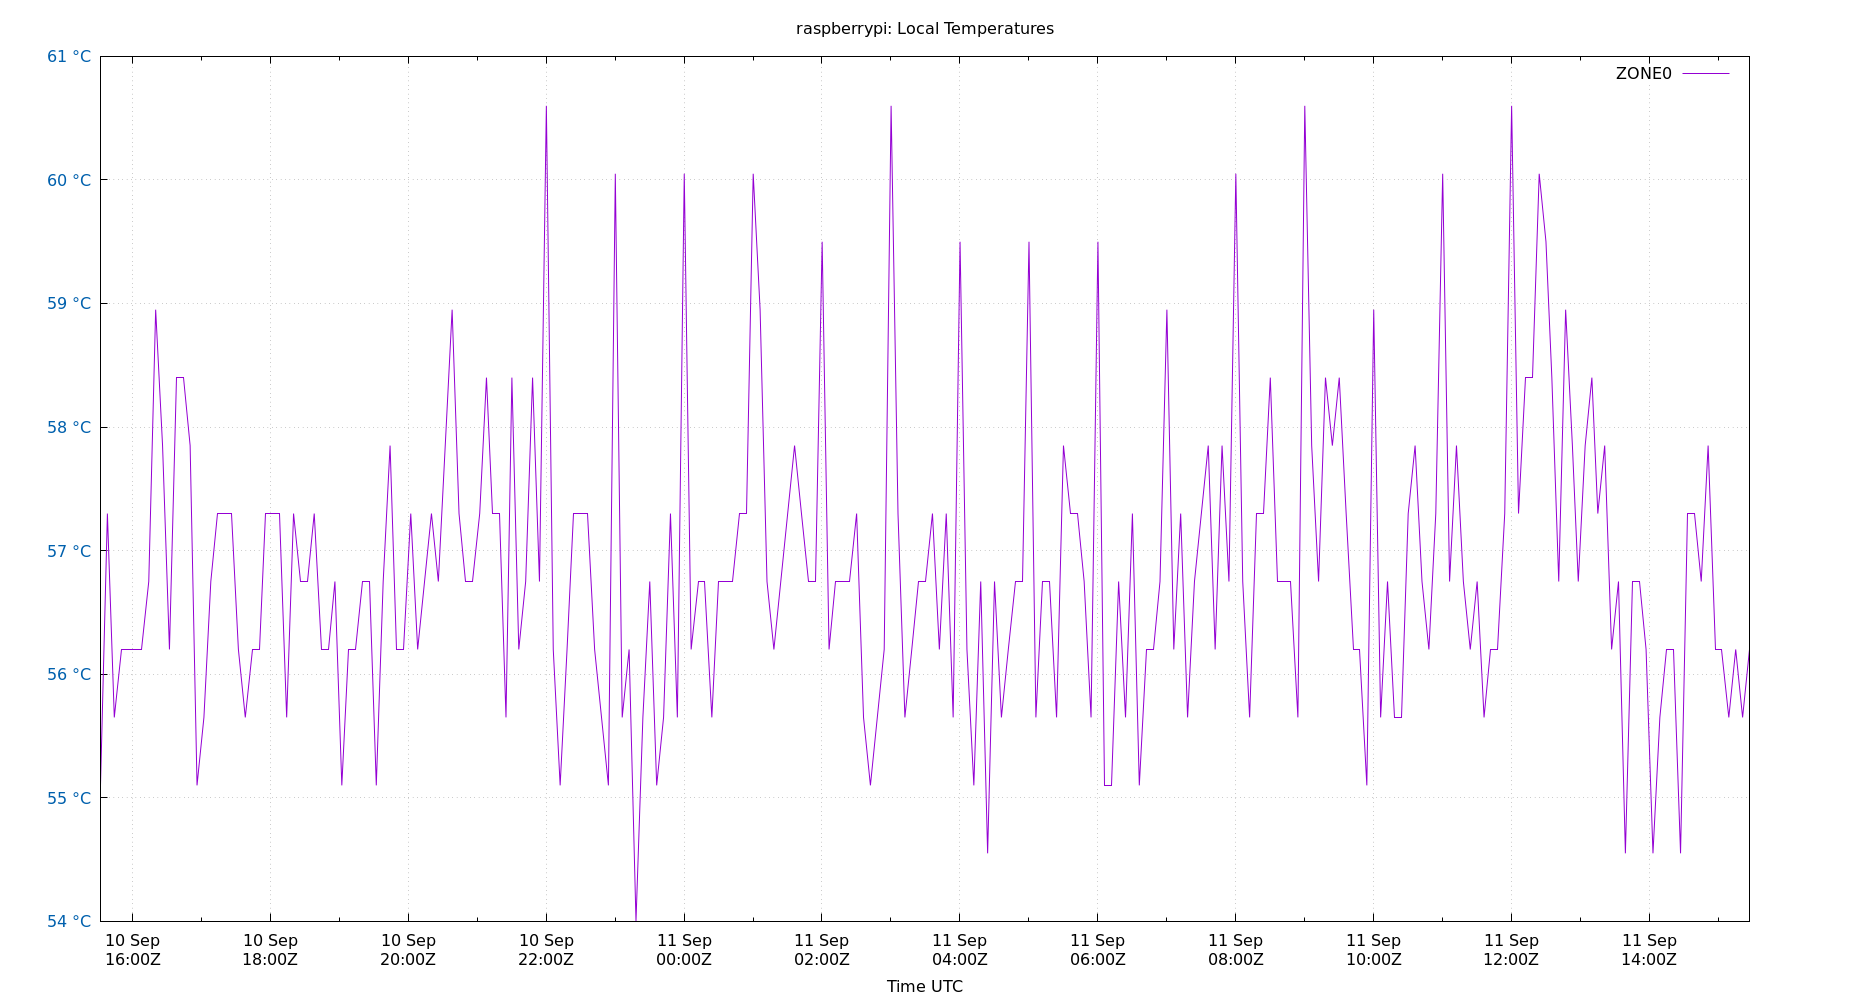 raspberrypi: Local Temperatures
61 °C
ZONE0
60 °C
59 °C
58 °C
57 °C
56 °C
55 °C
54 °C
10 Sep 10 Sep 10 Sep 10 Sep 11 Sep 11 Sep 11 Sep 11 Sep 11 Sep 11 Sep 11 Sep 11 Sep
16:00Z 18:00Z 20:00Z 22:00Z 00:00Z 02:00Z 04:00Z 06:00Z 08:00Z 10:00Z 12:00Z 14:00Z
Time UTC